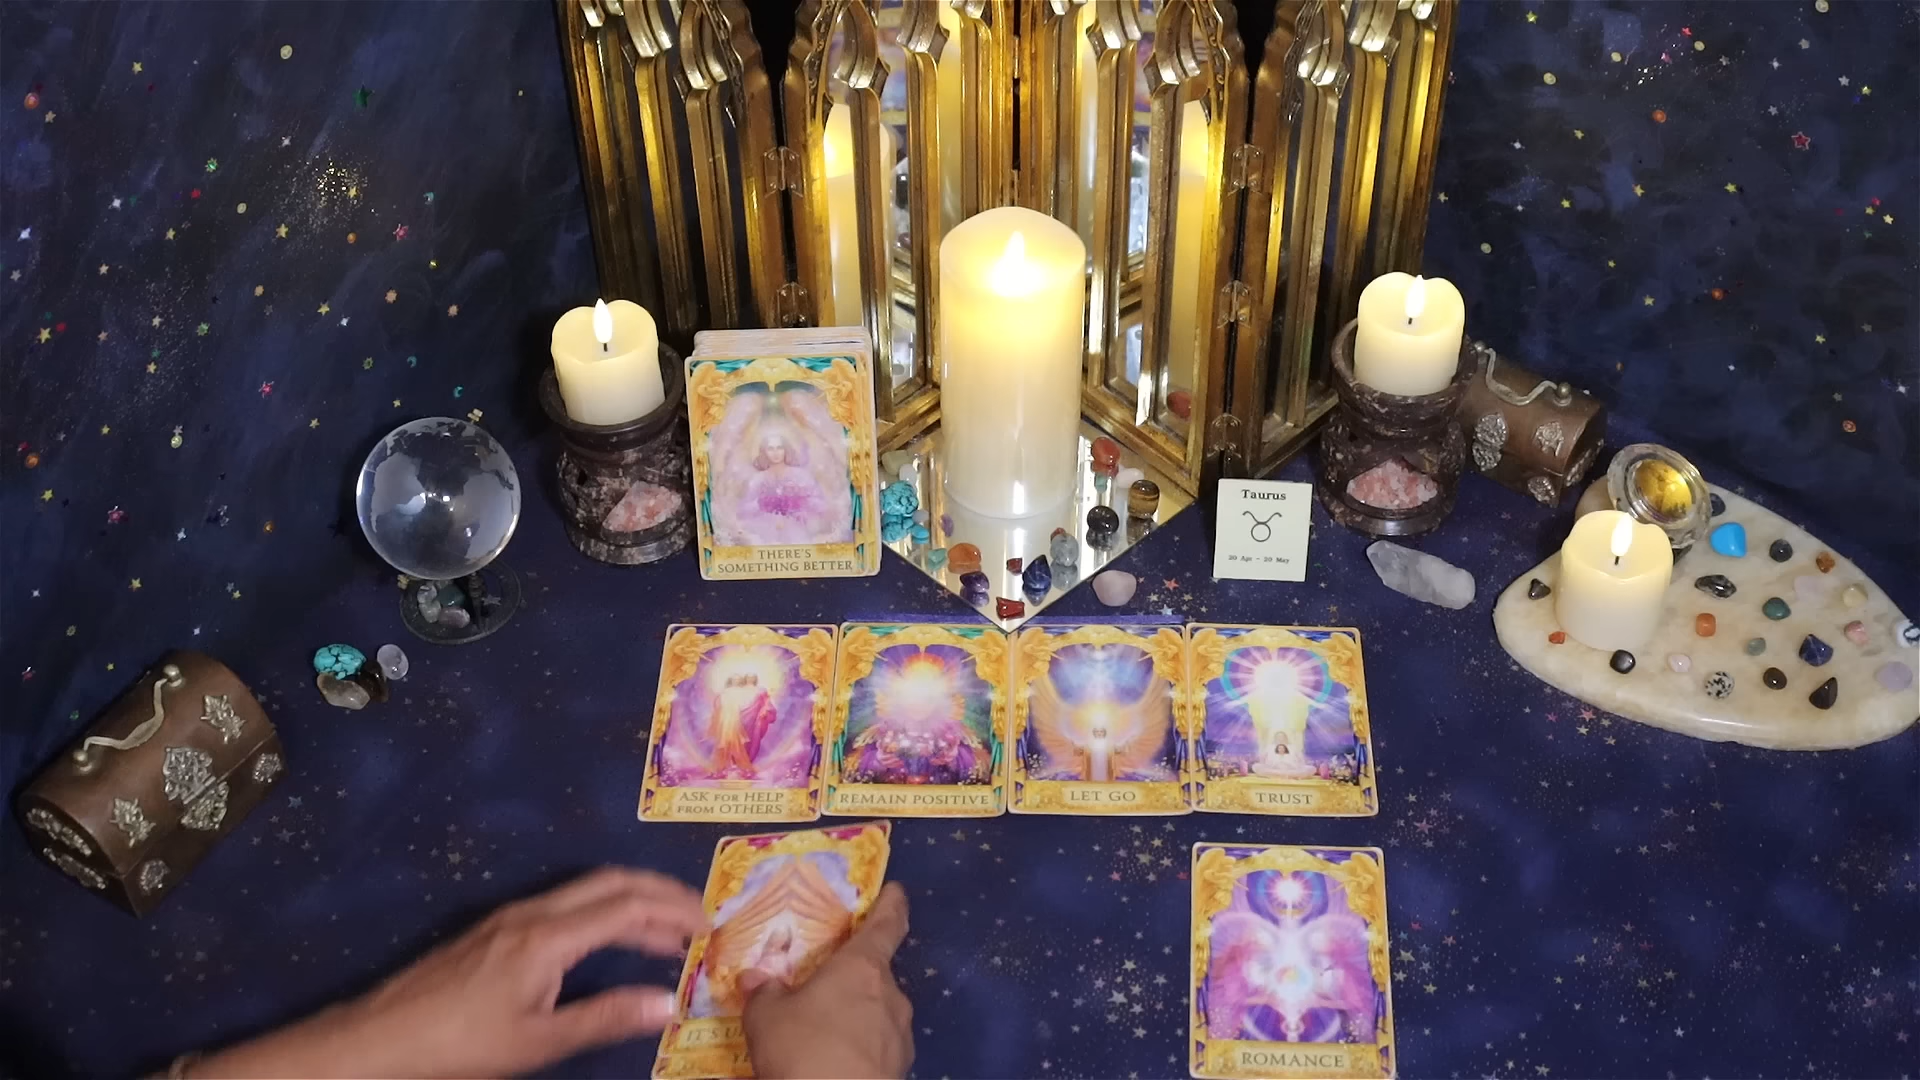 THERE'S
SOMETHING BETTER
Taurus
20 Apr - 20 May
ASK FOR HELP
FROM OTHERS
REMAIN POSITIVE
LET GO
TRUST
IT'S
ROMANCE